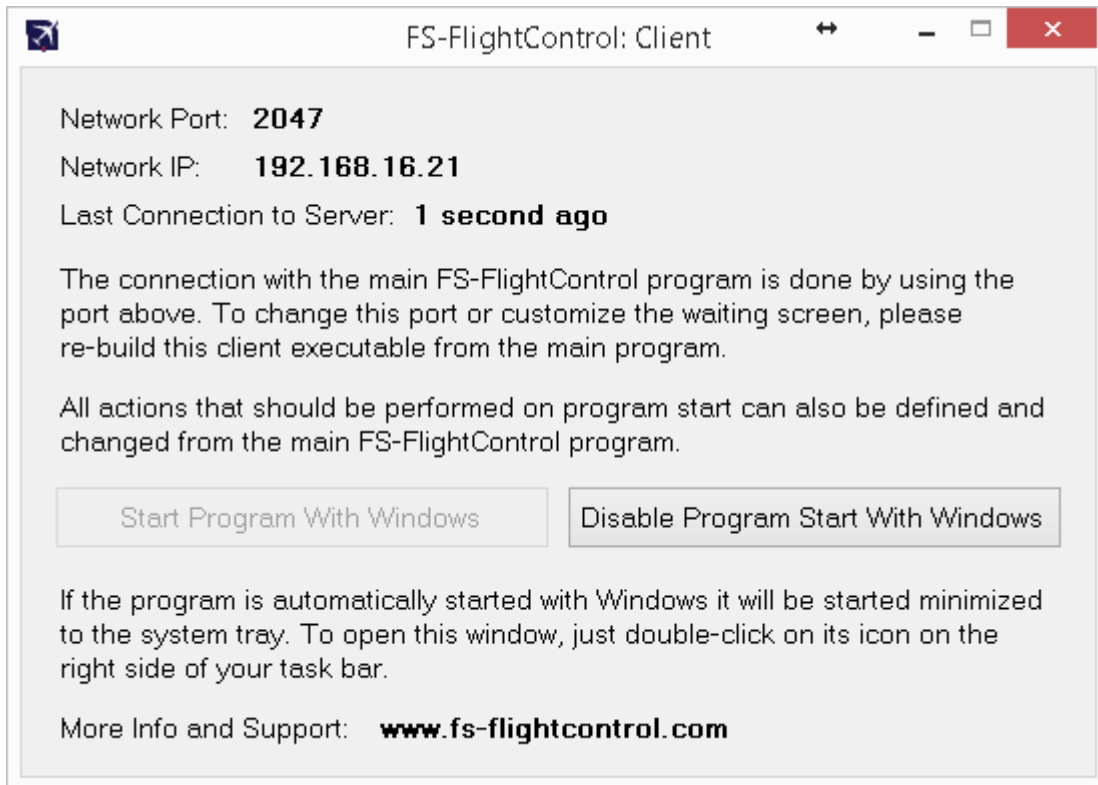 FS-FlightControl: Client
Network Port: 2047
Network IP: 192.168.16.21
Last Connection to Server: 1 second ago
The connection with the main FS-FlightControl program is done by using the
port above. To change this port or customize the waiting screen, please
re-build this client executable from the main program.
All actions that should be performed on program start can also be defined and
changed from the main FS-FlightControl program.
Start Program With Windows
Disable Program Start With Windows
If the program is automatically started with Windows it will be started minimized
to the system tray. To open this window, just double-click on its icon on the
right side of your task bar.
More Info and Support: www.fs-flightcontrol.com